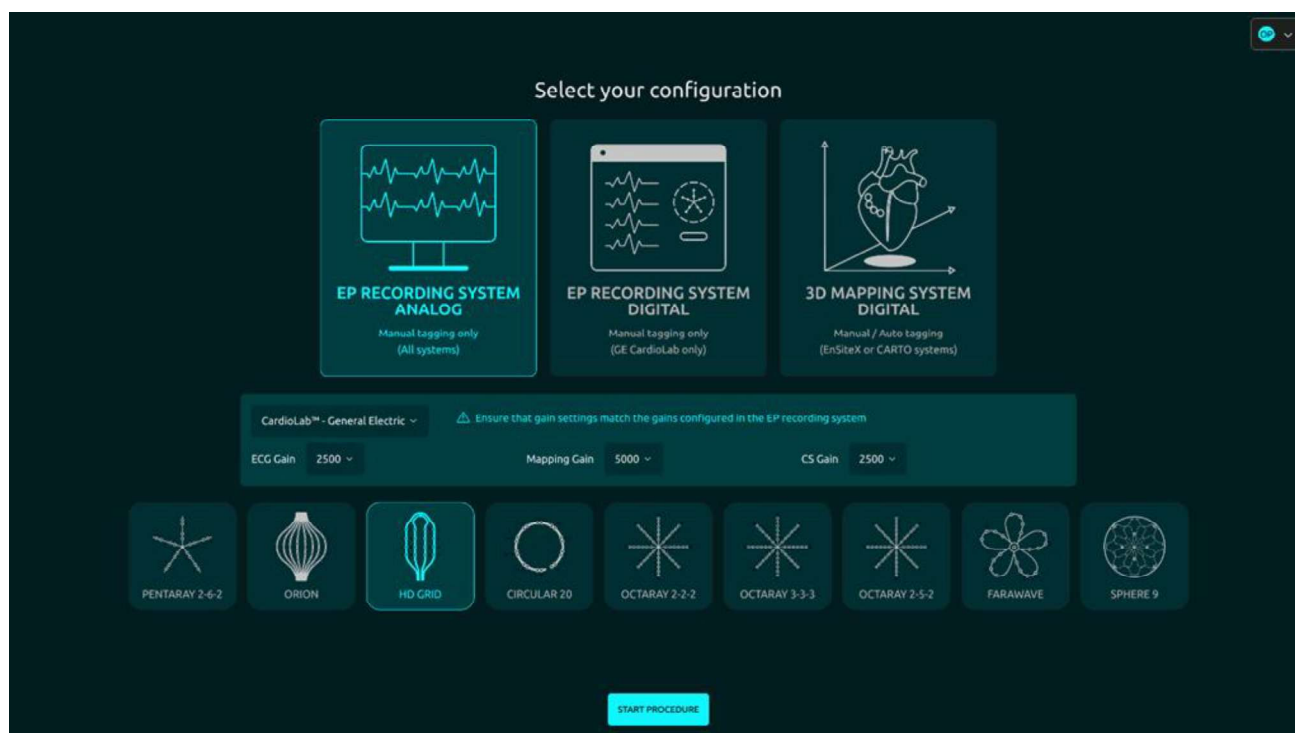 DP
Select your configuration
EP RECORDING SYSTEM
ANALOG
Manual tagging only
(All systems)
EP RECORDING SYSTEM
DIGITAL
Manual tagging only
(GE CardioLab only)
3D MAPPING SYSTEM
DIGITAL
Manual / Auto tagging
(EnSiteX or CARTO systems)
CardioLab™ - General Electric
Ensure that gain settings match the gains configured in the EP recording system
ECG Gain 2500
Mapping Gain 5000
CS Gain 2500
PENTARAY 2-6-2
ORION
HD GRID
CIRCULAR 20
OCTARAY 2-2-2
OCTARAY 3-3-3
OCTARAY 2-5-2
FARAWAVE
SPHERE 9
START PROCEDURE